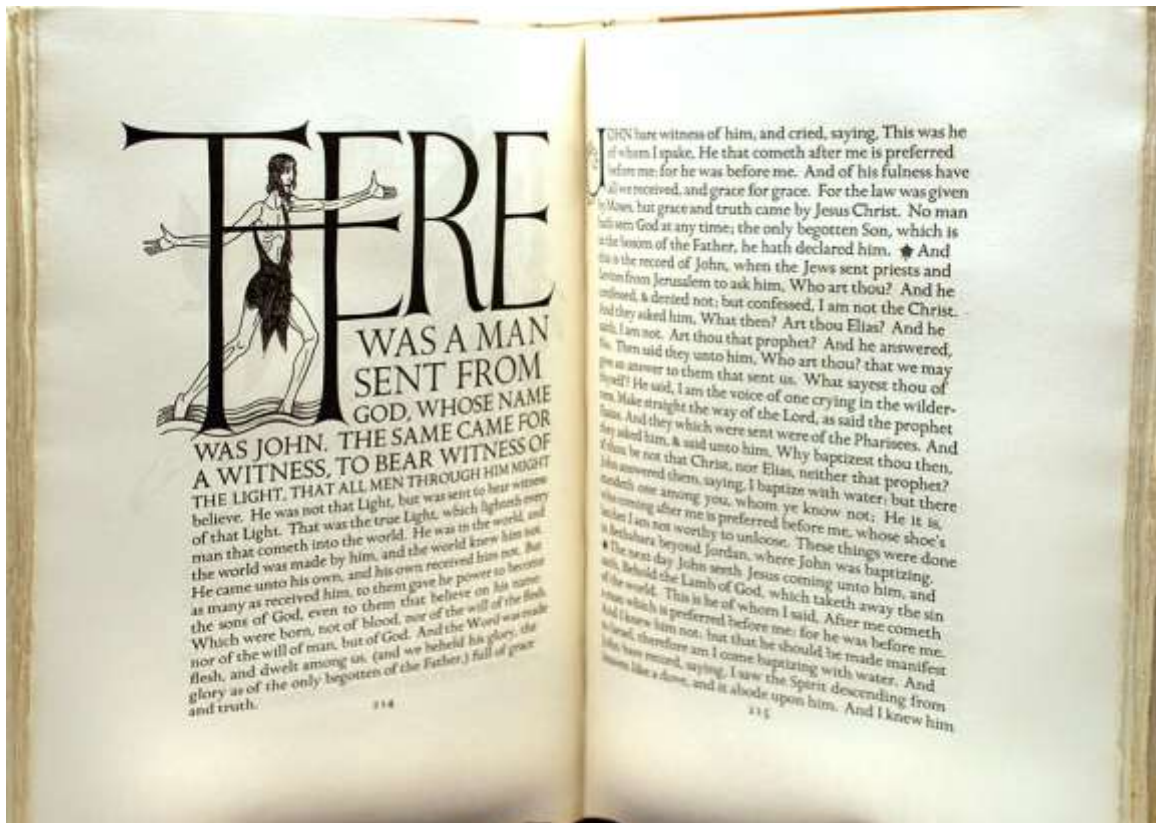 THERE
WAS A MAN
SENT FROM
GOD, WHOSE NAME
WAS JOHN. THE SAME CAME FOR
A WITNESS, TO BEAR WITNESS OF
THE LIGHT, THAT ALL MEN THROUGH HIM MIGHT
believe. He was not that Light, but was sent to bear witness
of that Light. That was the true Light, which lighteth every
man that cometh into the world. He was in the world, and
the world was made by him, and the world knew him not.
He came unto his own, and his own received him not. But
as many as received him, to them gave he power to become
the sons of God, even to them that believe on his name:
Which were born, not of blood, nor of the will of the flesh,
nor of the will of man, but of God. And the Word was made
flesh, and dwelt among us, (and we beheld his glory, the
glory as of the only begotten of the Father,) full of grace
and truth.
214
JOHN bare witness of him, and cried, saying, This was he
of whom I spake, He that cometh after me is preferred
before me: for he was before me. And of his fulness have
all we received, and grace for grace. For the law was given
by Moses, but grace and truth came by Jesus Christ. No man
hath seen God at any time; the only begotten Son, which is
in the bosom of the Father, he hath declared him. And
this is the record of John, when the Jews sent priests and
Levites from Jerusalem to ask him, Who art thou? And he
confessed, & denied not; but confessed, I am not the Christ.
And they asked him, What then? Art thou Elias? And he
saith, I am not. Art thou that prophet? And he answered,
No. Then said they unto him, Who art thou? that we may
give an answer to them that sent us. What sayest thou of
thyself? He said, I am the voice of one crying in the wilder-
ness, Make straight the way of the Lord, as said the prophet
Esaias. And they which were sent were of the Pharisees. And
they asked him, & said unto him, Why baptizest thou then,
if thou be not that Christ, nor Elias, neither that prophet?
John answered them, saying, I baptize with water: but there
standeth one among you, whom ye know not; He it is,
who coming after me is preferred before me, whose shoe's
latchet I am not worthy to unloose. These things were done
in Bethabara beyond Jordan, where John was baptizing.
The next day John seeth Jesus coming unto him, and
saith, Behold the Lamb of God, which taketh away the sin
of the world. This is he of whom I said, After me cometh
a man which is preferred before me: for he was before me.
And I knew him not: but that he should be made manifest
to Israel, therefore am I come baptizing with water. And
John bare record, saying, I saw the Spirit descending from
heaven like a dove, and it abode upon him. And I knew him
215